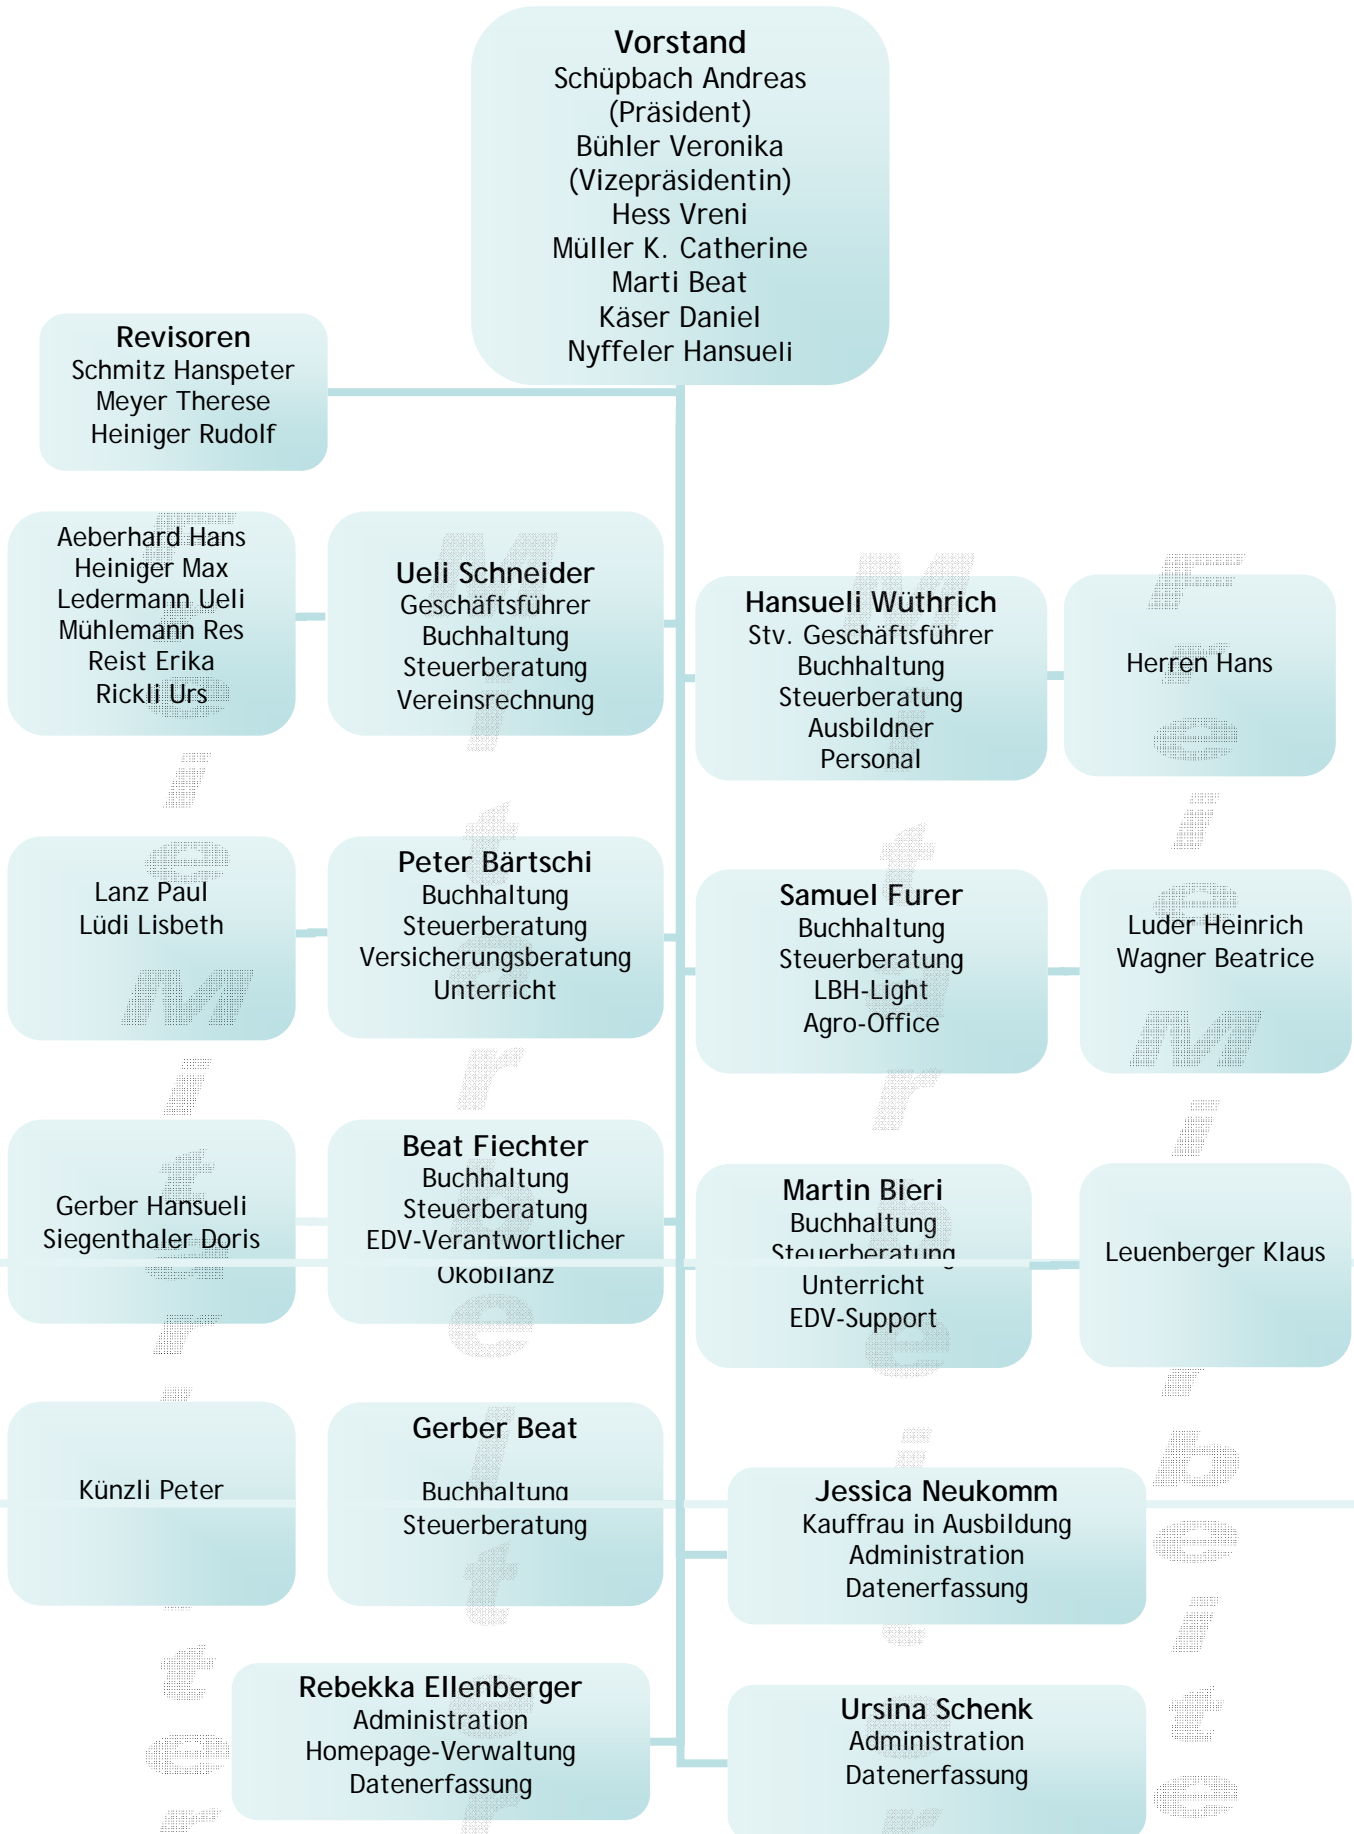 Vorstand
Schüpbach Andreas
(Präsident)
Bühler Veronika
(Vizepräsidentin)
Hess Vreni
Müller K. Catherine
Marti Beat
Käser Daniel
Nyffeler Hansueli
Revisoren
Schmitz Hanspeter
Meyer Therese
Heiniger Rudolf
Aeberhard Hans
Heiniger Max
Ledermann Ueli
Mühlemann Res
Reist Erika
Rickli Urs
Ueli Schneider
Geschäftsführer
Buchhaltung
Steuerberatung
Vereinsrechnung
Hansueli Wüthrich
Stv. Geschäftsführer
Buchhaltung
Steuerberatung
Ausbildner
Personal
Herren Hans
Lanz Paul
Lüdi Lisbeth
Peter Bärtschi
Buchhaltung
Steuerberatung
Versicherungsberatung
Unterricht
Samuel Furer
Buchhaltung
Steuerberatung
LBH-Light
Agro-Office
Luder Heinrich
Wagner Beatrice
Gerber Hansueli
Siegenthaler Doris
Beat Fiechter
Buchhaltung
Steuerberatung
EDV-Verantwortlicher
Ökobilanz
Martin Bieri
Buchhaltung
Steuerberatung
Unterricht
EDV-Support
Leuenberger Klaus
Künzli Peter
Gerber Beat
Buchhaltung
Steuerberatung
Jessica Neukomm
Kauffrau in Ausbildung
Administration
Datenerfassung
Rebekka Ellenberger
Administration
Homepage-Verwaltung
Datenerfassung
Ursina Schenk
Administration
Datenerfassung